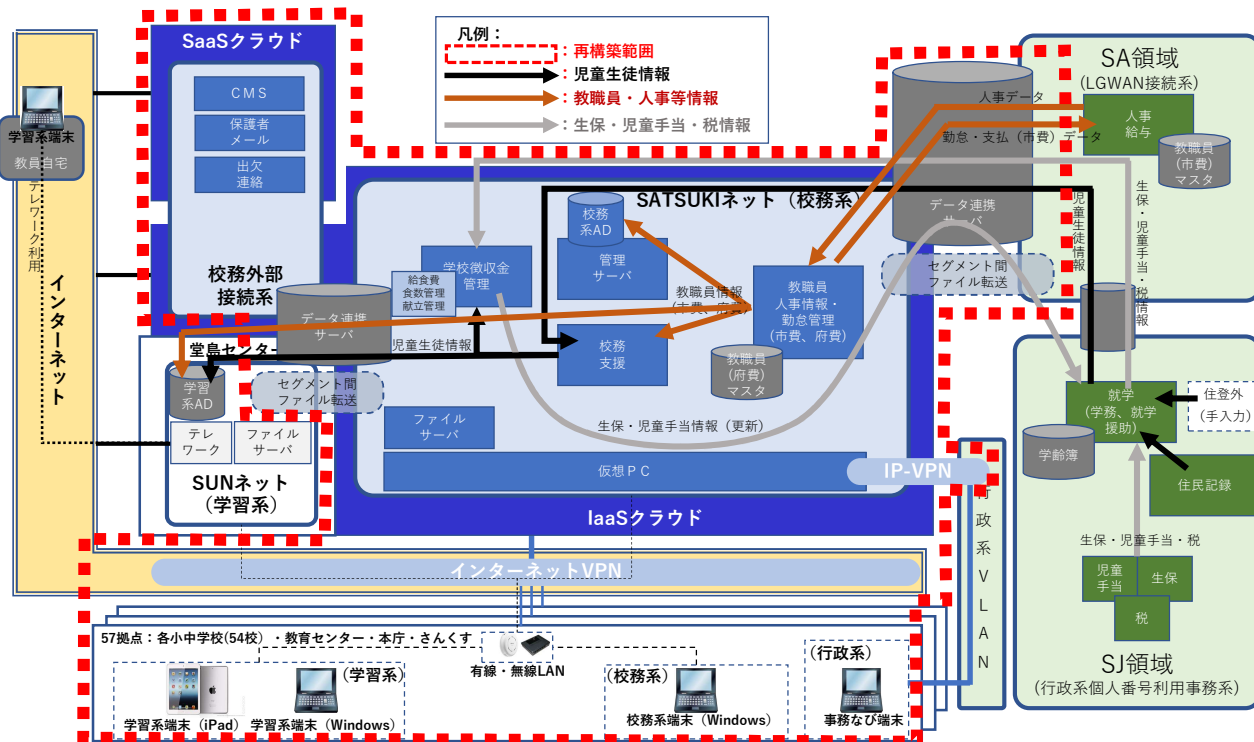 凡例：
：再構築範囲
：児童生徒情報
：教職員・人事等情報
：生保・児童手当・税情報
SaaSクラウド
ＣＭＳ
保護者
メール
出欠
連絡
校務外部
接続系
学習系端末
教員自宅
テレワーク利用
インターネット
データ連携
サーバ
堂島センター
学習
系AD
セグメント間
ファイル転送
テレ
ワーク
ファイル
サーバ
SUNネット
（学習系）
SATSUKIネット（校務系）
校務
系AD
管理
サーバ
学校徴収金
管理
給食費
食数管理
献立管理
児童生徒情報
教職員情報
（市費、府費）
校務
支援
教職員
人事情報・
勤怠管理
（市費、府費）
教職員
（府費）
マスタ
ファイル
サーバ
生保・児童手当情報（更新）
仮想ＰＣ
IP-VPN
IaaSクラウド
データ連携
サーバ
セグメント間
ファイル転送
人事データ
勤怠・支払（市費）データ
SA領域
（LGWAN接続系）
人事
給与
教職員
（市費）
マスタ
児童生徒情報
生保・児童手当・税情報
就学
（学務、就学
援助）
住登外
（手入力）
学齢簿
住民記録
生保・児童手当・税
児童
手当
生保
税
SJ領域
（行政系個人番号利用事務系）
行政系ＶＬＡＮ
インターネットVPN
57拠点：各小中学校(54校）・教育センター・本庁・さんくす
有線・無線LAN
（学習系）
学習系端末（iPad）
学習系端末（Windows）
（校務系）
校務系端末（Windows）
（行政系）
事務なび端末